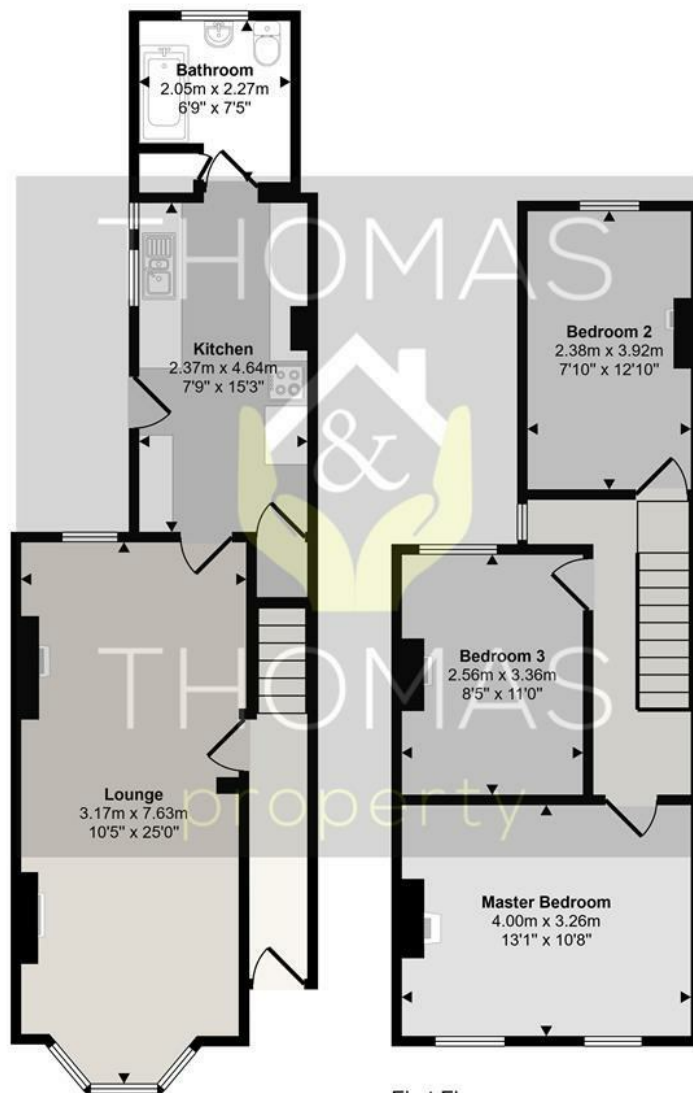 Bathroom
2.05m x 2.27m
6'9" x 7'5"
THOMAS
Kitchen
2.37m x 4.64m
7'9" x 15'3"
Bedroom 2
2.38m x 3.92m
7'10" x 12'10"
&
THOMAS
property
Lounge
3.17m x 7.63m
10'5" x 25'0"
Bedroom 3
2.56m x 3.36m
8'5" x 11'0"
Master Bedroom
4.00m x 3.26m
13'1" x 10'8"